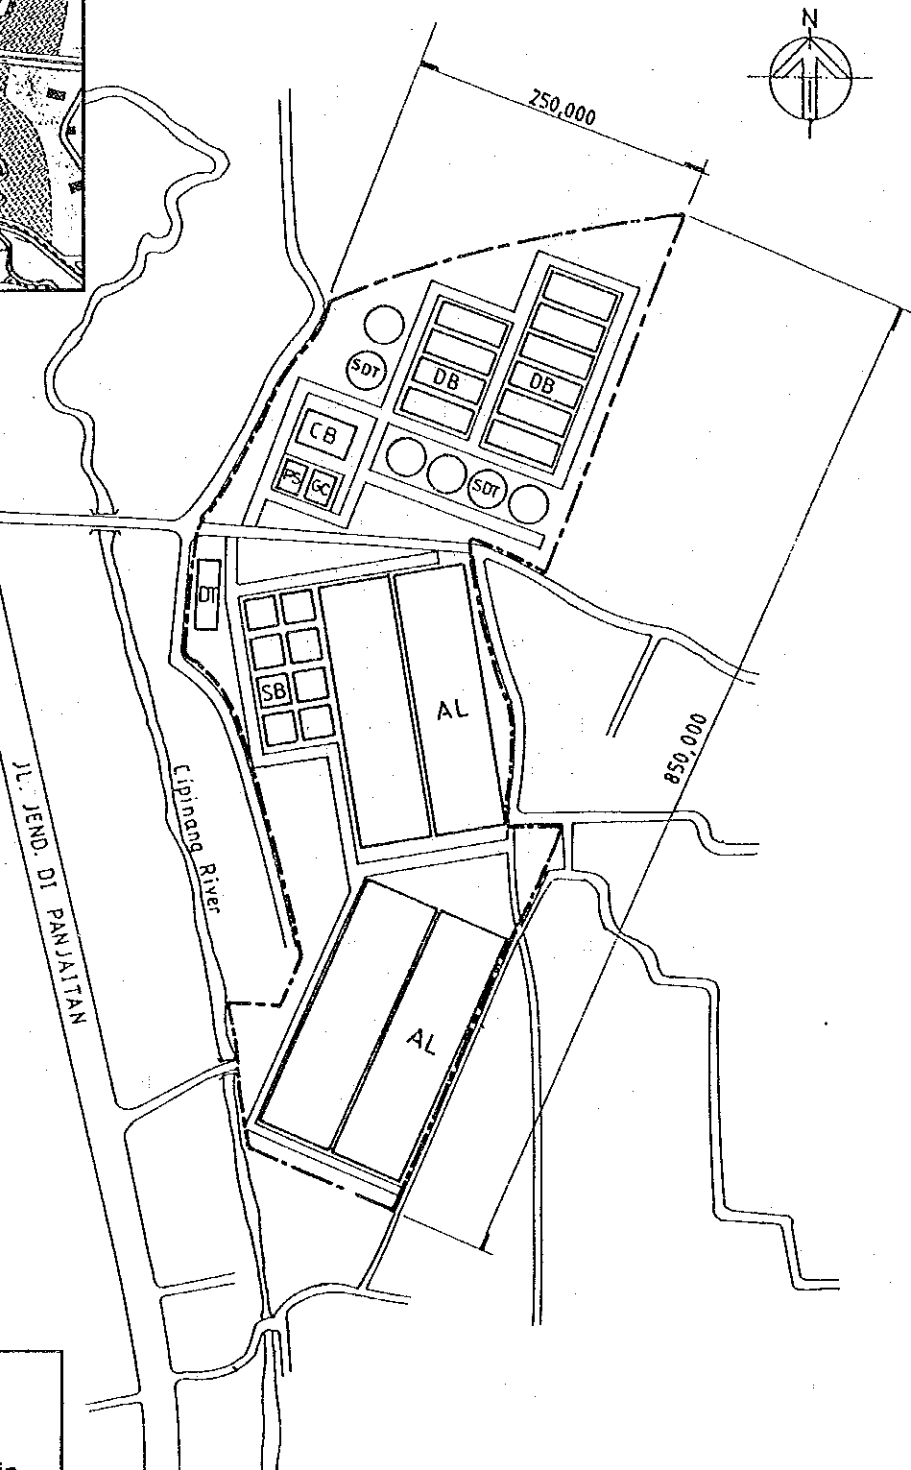 N
250,000
SDT
DB
DB
CB
PS
GC
SDT
DT
SB
AL
850,000
Cipinang River
JL. JEND. DI PANJAITAN
AL